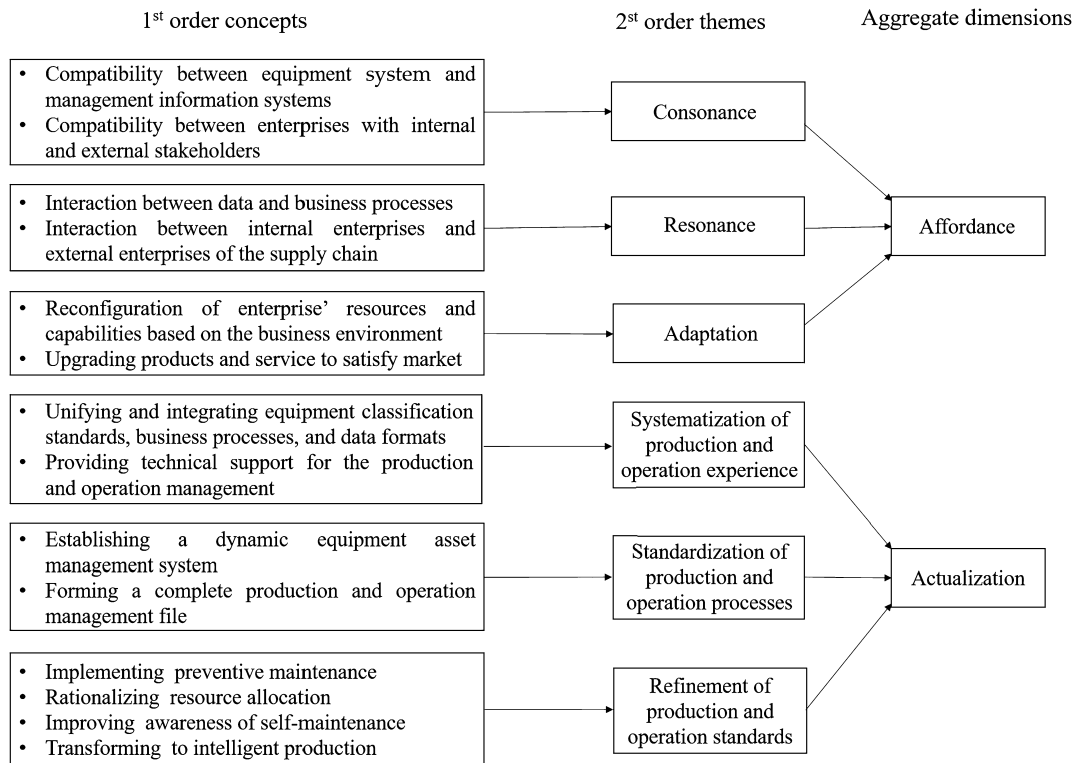 1st order concepts
2st order themes
Aggregate dimensions
• Compatibility between equipment system and
management information systems
• Compatibility between enterprises with internal
and external stakeholders
Consonance
• Interaction between data and business processes
• Interaction between internal enterprises and
external enterprises of the supply chain
Resonance
Affordance
• Reconfiguration of enterprise’ resources and
capabilities based on the business environment
• Upgrading products and service to satisfy market
Adaptation
• Unifying and integrating equipment classification
standards, business processes, and data formats
• Providing technical support for the production
and operation management
Systematization of
production and
operation experience
• Establishing a dynamic equipment asset
management system
• Forming a complete production and operation
management file
Standardization of
production and
operation processes
Actualization
• Implementing preventive maintenance
• Rationalizing resource allocation
• Improving awareness of self-maintenance
• Transforming to intelligent production
Refinement of
production and
operation standards